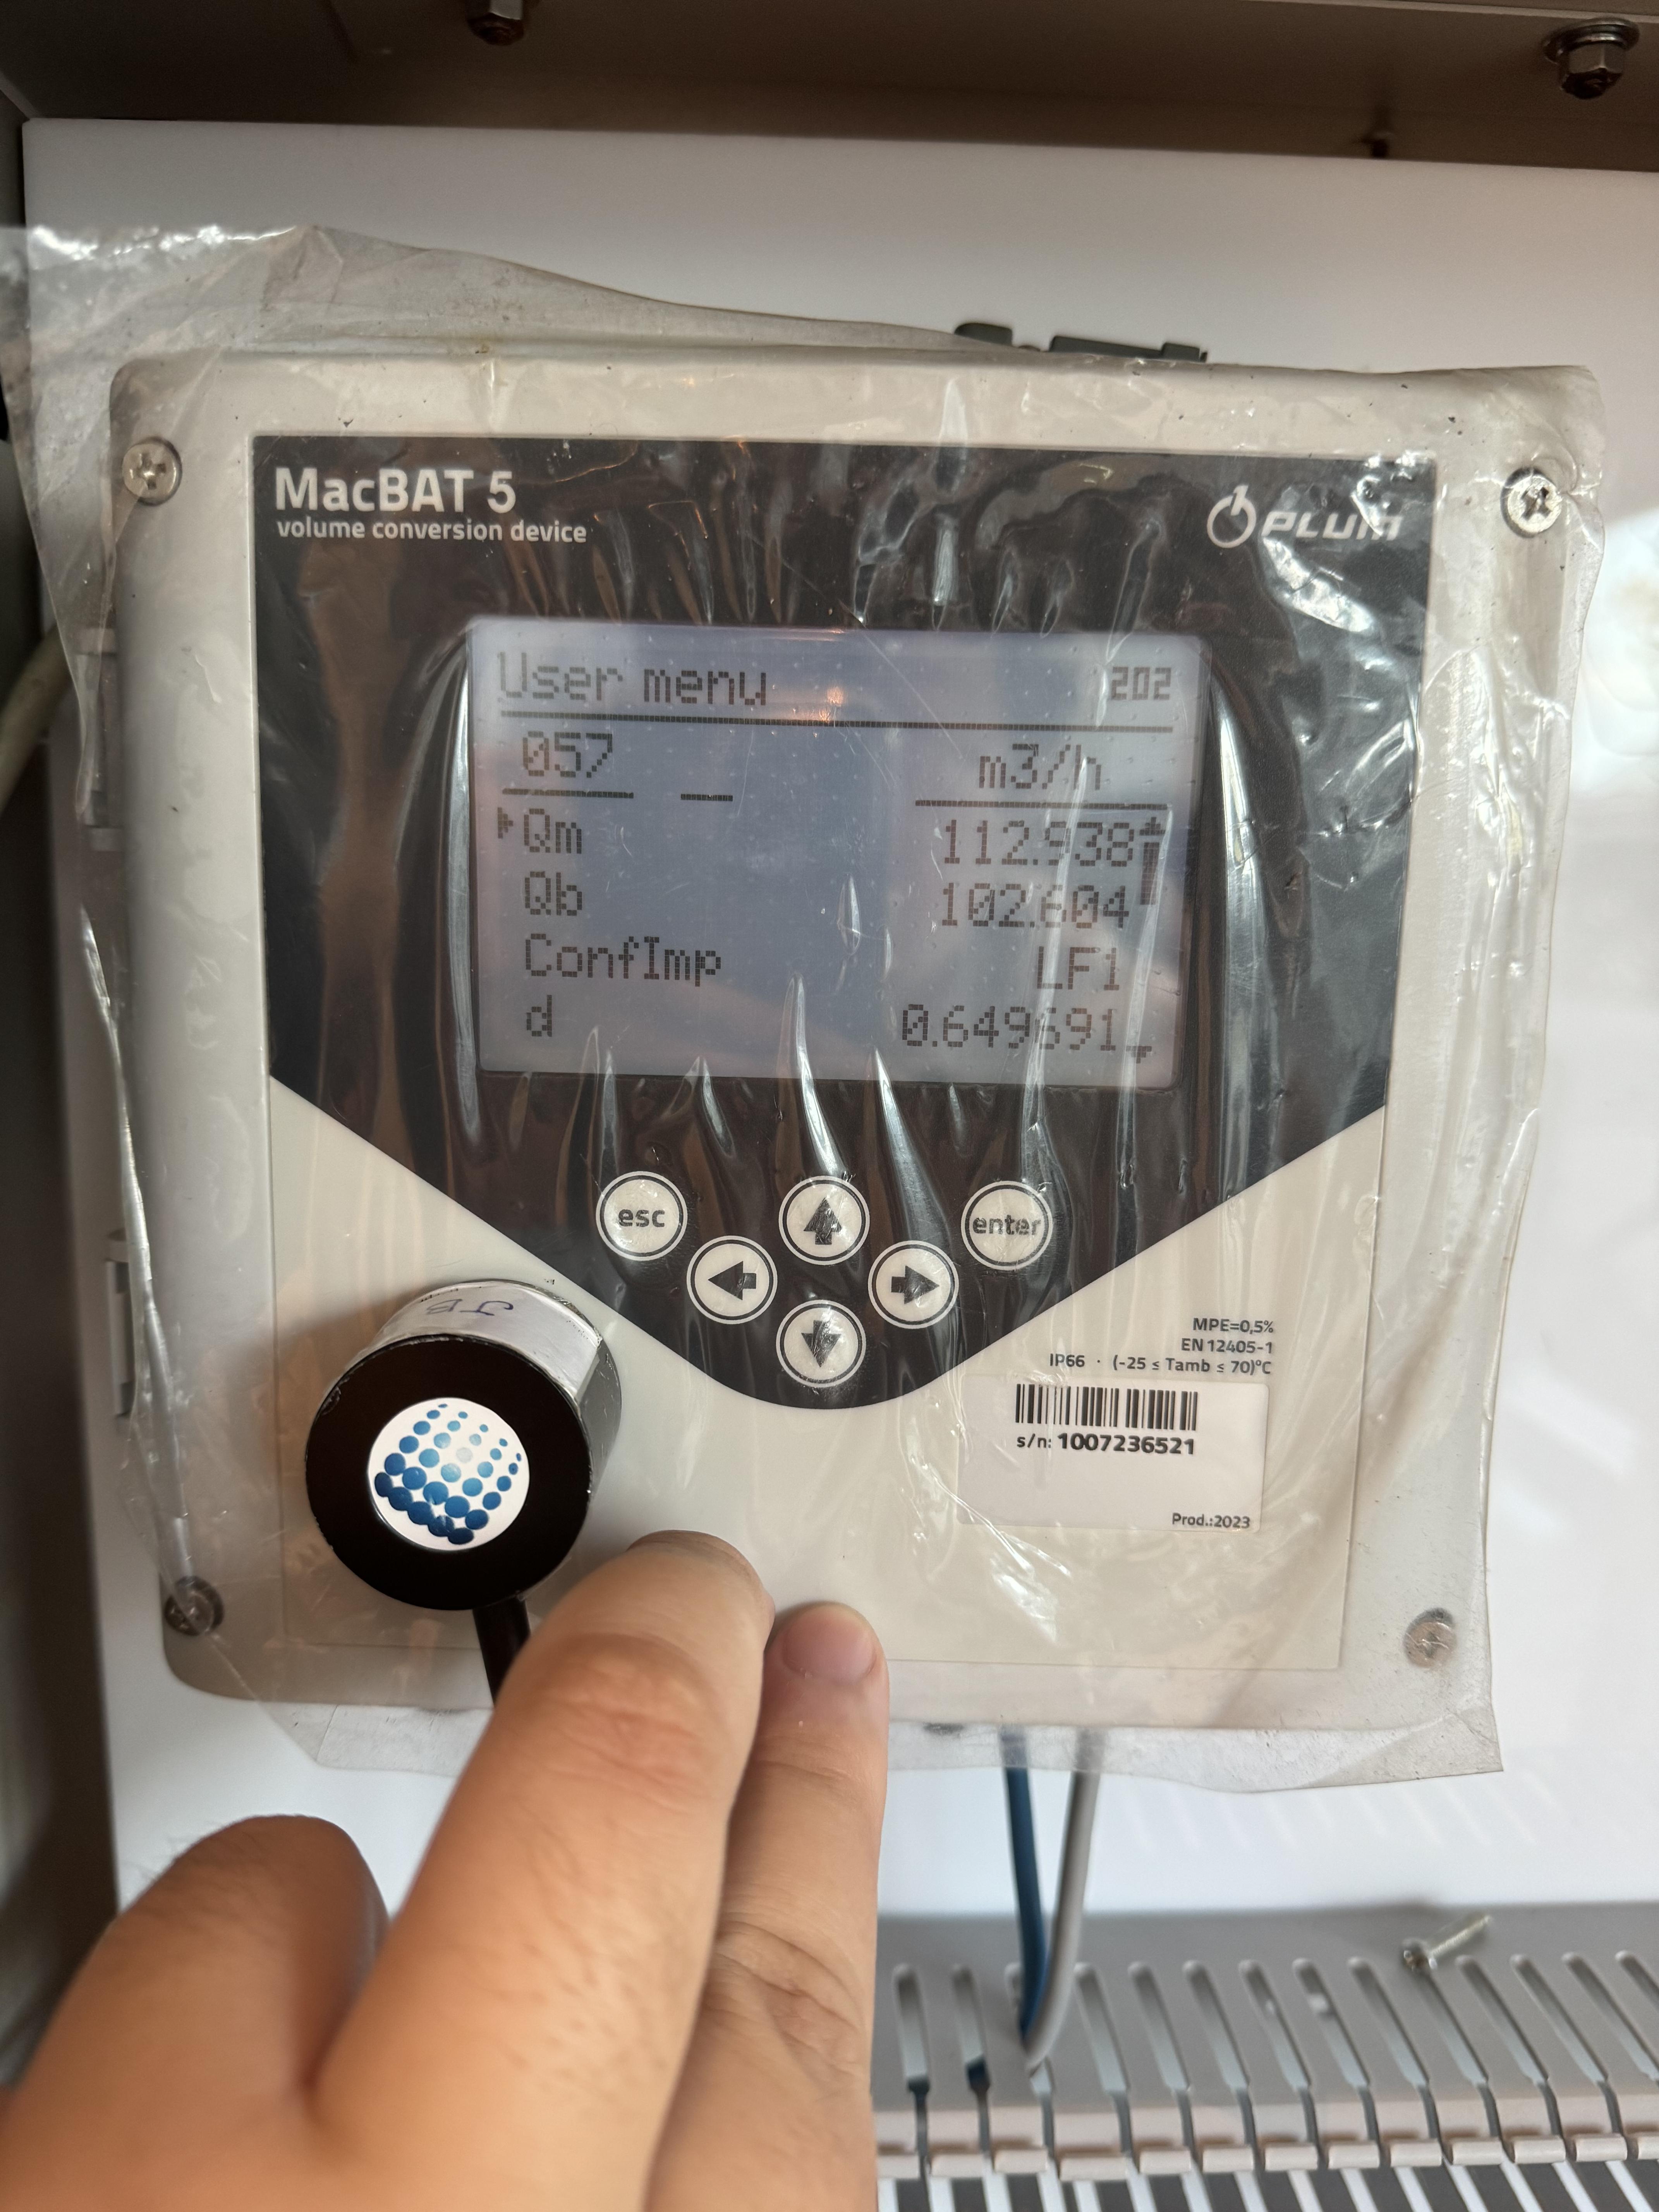 MacBAT 5
volume conversion device
PLUM
User menu 202
057 m3/h
Qm 112.938
Qb 102.604
ConfImp LF1
d 0.649691
esc
enter
MPE=0,5%
EN 12405-1
IP66 · (-25 ≤ Tamb ≤ 70)°C
s/n: 1007236521
Prod.:2023
JB